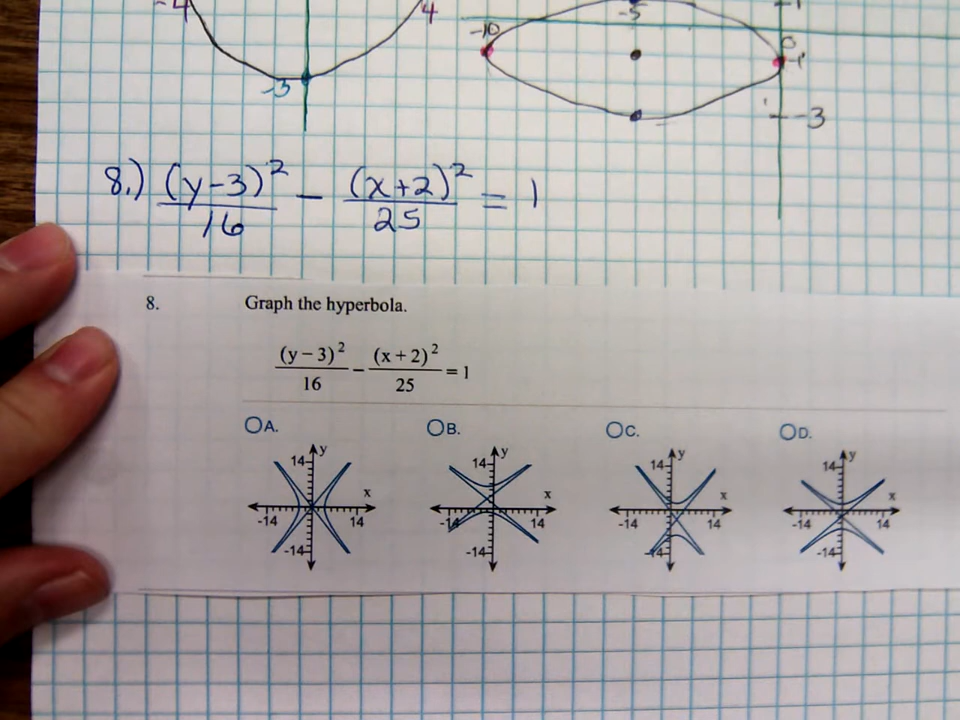 -4 4
-3
-10 -5 -1
0
-1
-3
8.) (y-3)²/16 - (x+2)²/25 = 1
8. Graph the hyperbola.
(y-3)²/16 - (x+2)²/25 = 1
A. B. C. D.
14 y 14 y 14 y 14 y
x x x x
-14 14 -14 14 -14 14 -14 14
-14 -14 -14 -14